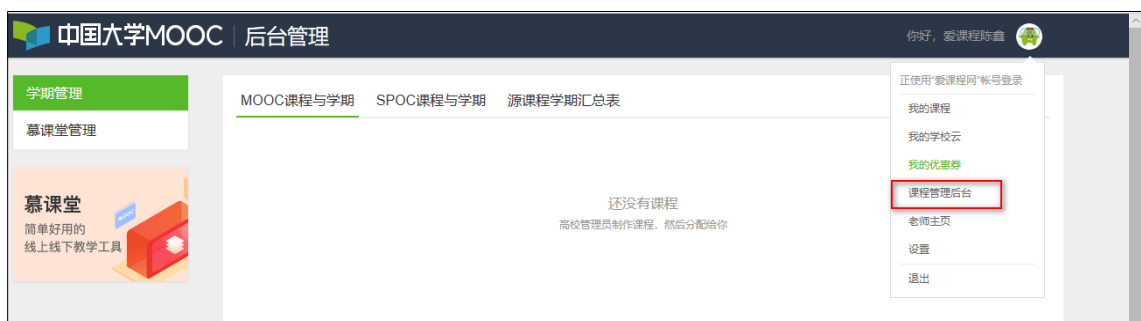 中国大学MOOC 后台管理
你好，爱课程陈鑫
学期管理
慕课堂管理
慕课堂
简单好用的
线上线下教学工具
MOOC
MOOC课程与学期 SPOC课程与学期 源课程学期汇总表
还没有课程
高校管理员制作课程，然后分配给你
正使用“爱课程网”帐号登录
我的课程
我的学校云
我的优惠券
课程管理后台
老师主页
设置
退出